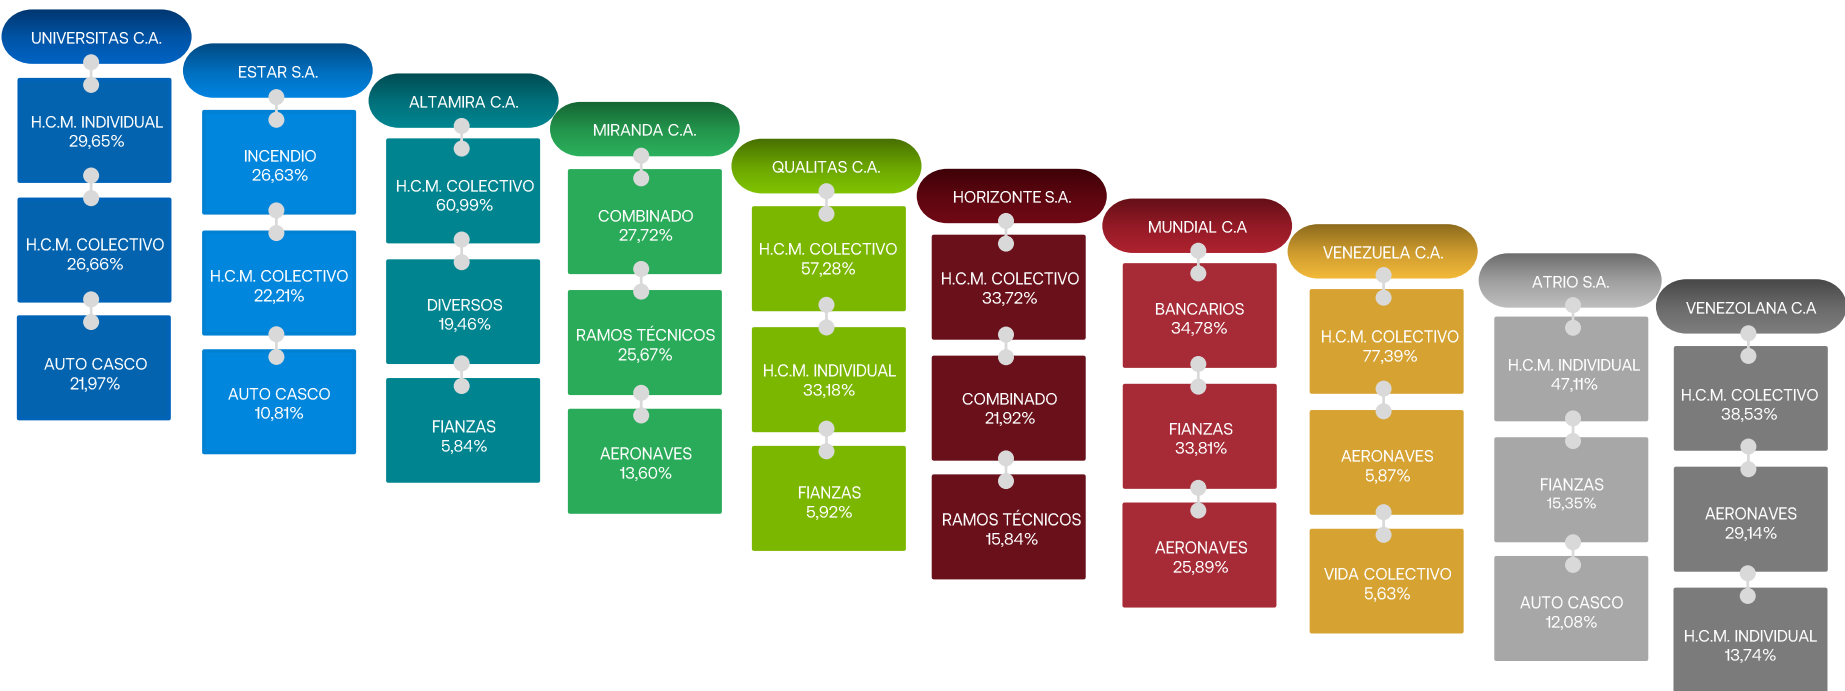 UNIVERSITAS C.A.
H.C.M. INDIVIDUAL
29,65%
H.C.M. COLECTIVO
26,66%
AUTO CASCO
21,97%
ESTAR S.A.
INCENDIO
26,63%
H.C.M. COLECTIVO
22,21%
AUTO CASCO
10,81%
ALTAMIRA C.A.
H.C.M. COLECTIVO
60,99%
DIVERSOS
19,46%
FIANZAS
5,84%
MIRANDA C.A.
COMBINADO
27,72%
RAMOS TÉCNICOS
25,67%
AERONAVES
13,60%
QUALITAS C.A.
H.C.M. COLECTIVO
57,28%
H.C.M. INDIVIDUAL
33,18%
FIANZAS
5,92%
HORIZONTE S.A.
H.C.M. COLECTIVO
33,72%
COMBINADO
21,92%
RAMOS TÉCNICOS
15,84%
MUNDIAL C.A
BANCARIOS
34,78%
FIANZAS
33,81%
AERONAVES
25,89%
VENEZUELA C.A.
H.C.M. COLECTIVO
77,39%
AERONAVES
5,87%
VIDA COLECTIVO
5,63%
ATRIO S.A.
H.C.M. INDIVIDUAL
47,11%
FIANZAS
15,35%
AUTO CASCO
12,08%
VENEZOLANA C.A
H.C.M. COLECTIVO
38,53%
AERONAVES
29,14%
H.C.M. INDIVIDUAL
13,74%